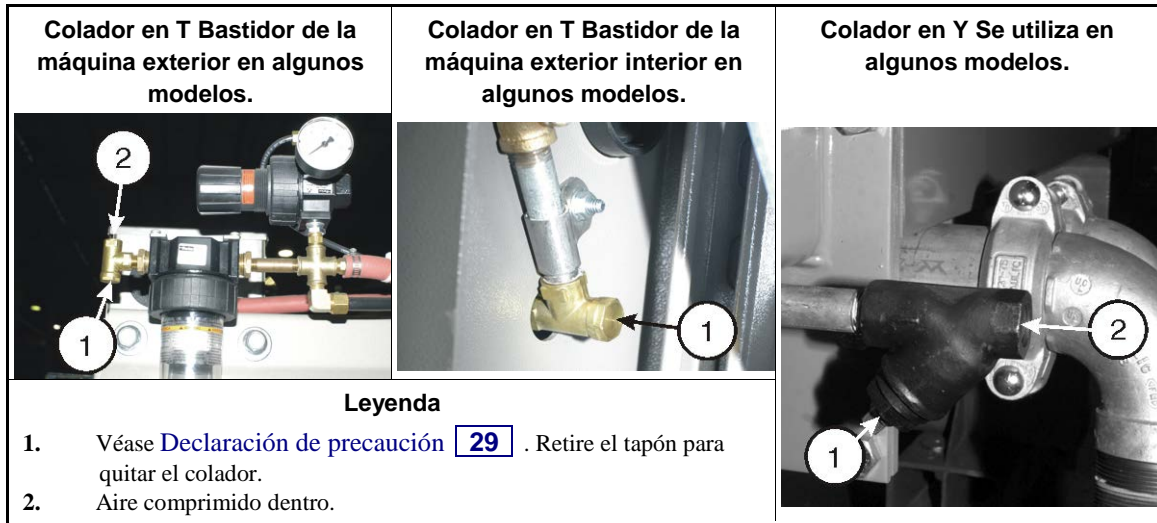 Colador en T Bastidor de la
máquina exterior en algunos
modelos.
Colador en T Bastidor de la
máquina exterior interior en
algunos modelos.
Colador en Y Se utiliza en
algunos modelos.
2
1
1
2
1
Leyenda
1. Véase Declaración de precaución 29 . Retire el tapón para
quitar el colador.
2. Aire comprimido dentro.